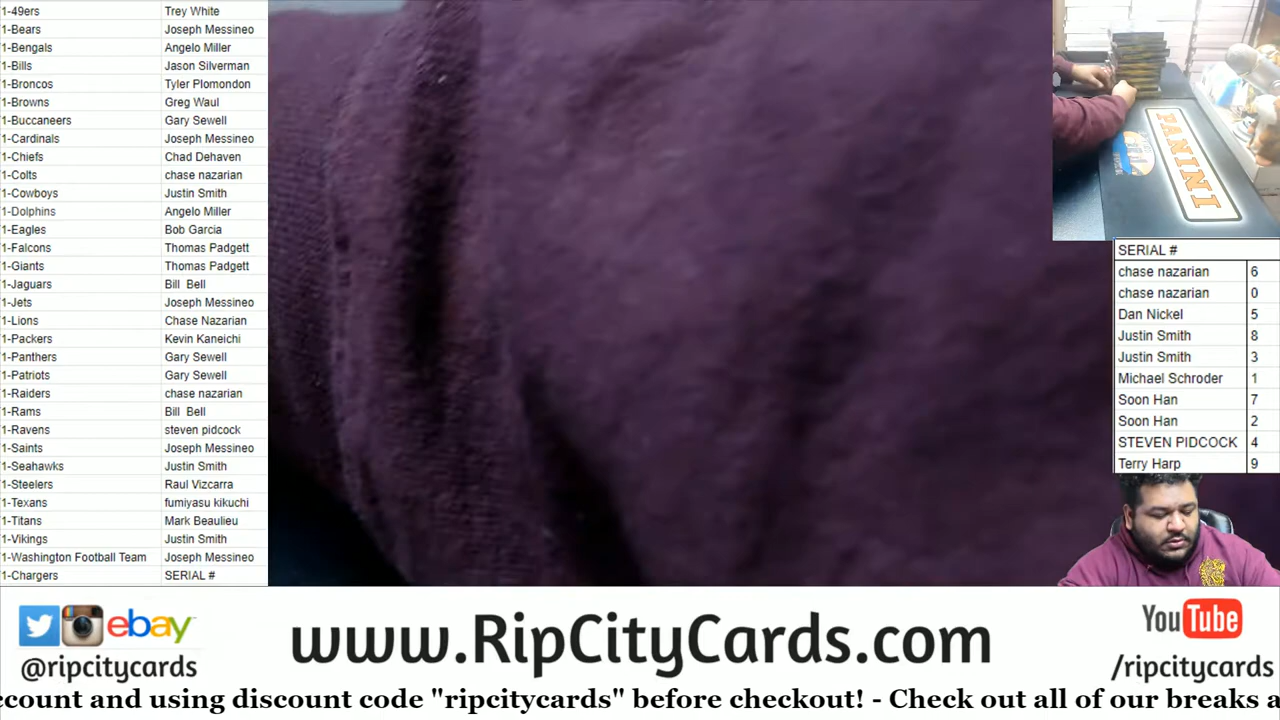 1-49ers Trey White
1-Bears Joseph Messineo
1-Bengals Angelo Miller
1-Bills Jason Silverman
1-Broncos Tyler Plomondon
1-Browns Greg Waul
1-Buccaneers Gary Sewell
1-Cardinals Joseph Messineo
1-Chiefs Chad Dehaven
1-Colts chase nazarian
1-Cowboys Justin Smith
1-Dolphins Angelo Miller
1-Eagles Bob Garcia
1-Falcons Thomas Padgett
1-Giants Thomas Padgett
1-Jaguars Bill Bell
1-Jets Joseph Messineo
1-Lions Chase Nazarian
1-Packers Kevin Kaneichi
1-Panthers Gary Sewell
1-Patriots Gary Sewell
1-Raiders chase nazarian
1-Rams Bill Bell
1-Ravens steven pidcock
1-Saints Joseph Messineo
1-Seahawks Justin Smith
1-Steelers Raul Vizcarra
1-Texans fumiyasu kikuchi
1-Titans Mark Beaulieu
1-Vikings Justin Smith
1-Washington Football Team Joseph Messineo
1-Chargers SERIAL #
PANINI
SERIAL #
chase nazarian 6
chase nazarian 0
Dan Nickel 5
Justin Smith 8
Justin Smith 3
Michael Schroder 1
Soon Han 7
Soon Han 2
STEVEN PIDCOCK 4
Terry Harp 9
ebay
@ripcitycards
www.RipCityCards.com
YouTube
/ripcitycards
ccount and using discount code "ripcitycards" before checkout! - Check out all of our breaks a